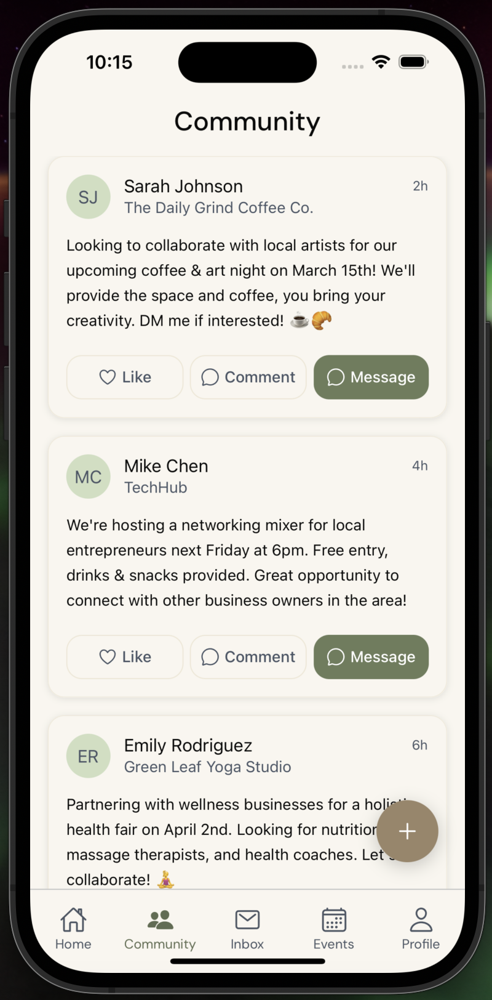 10:15
Community
SJ
Sarah Johnson
2h
The Daily Grind Coffee Co.
Looking to collaborate with local artists for our
upcoming coffee & art night on March 15th! We'll
provide the space and coffee, you bring your
creativity. DM me if interested! ☕🥐
Like
Comment
Message
MC
Mike Chen
4h
TechHub
We're hosting a networking mixer for local
entrepreneurs next Friday at 6pm. Free entry,
drinks & snacks provided. Great opportunity to
connect with other business owners in the area!
Like
Comment
Message
ER
Emily Rodriguez
6h
Green Leaf Yoga Studio
Partnering with wellness businesses for a
health fair on April 2nd. Looking for
massage therapists, and health coaches. Let's
collaborate! 🧘
Home
Community
Inbox
Events
Profile